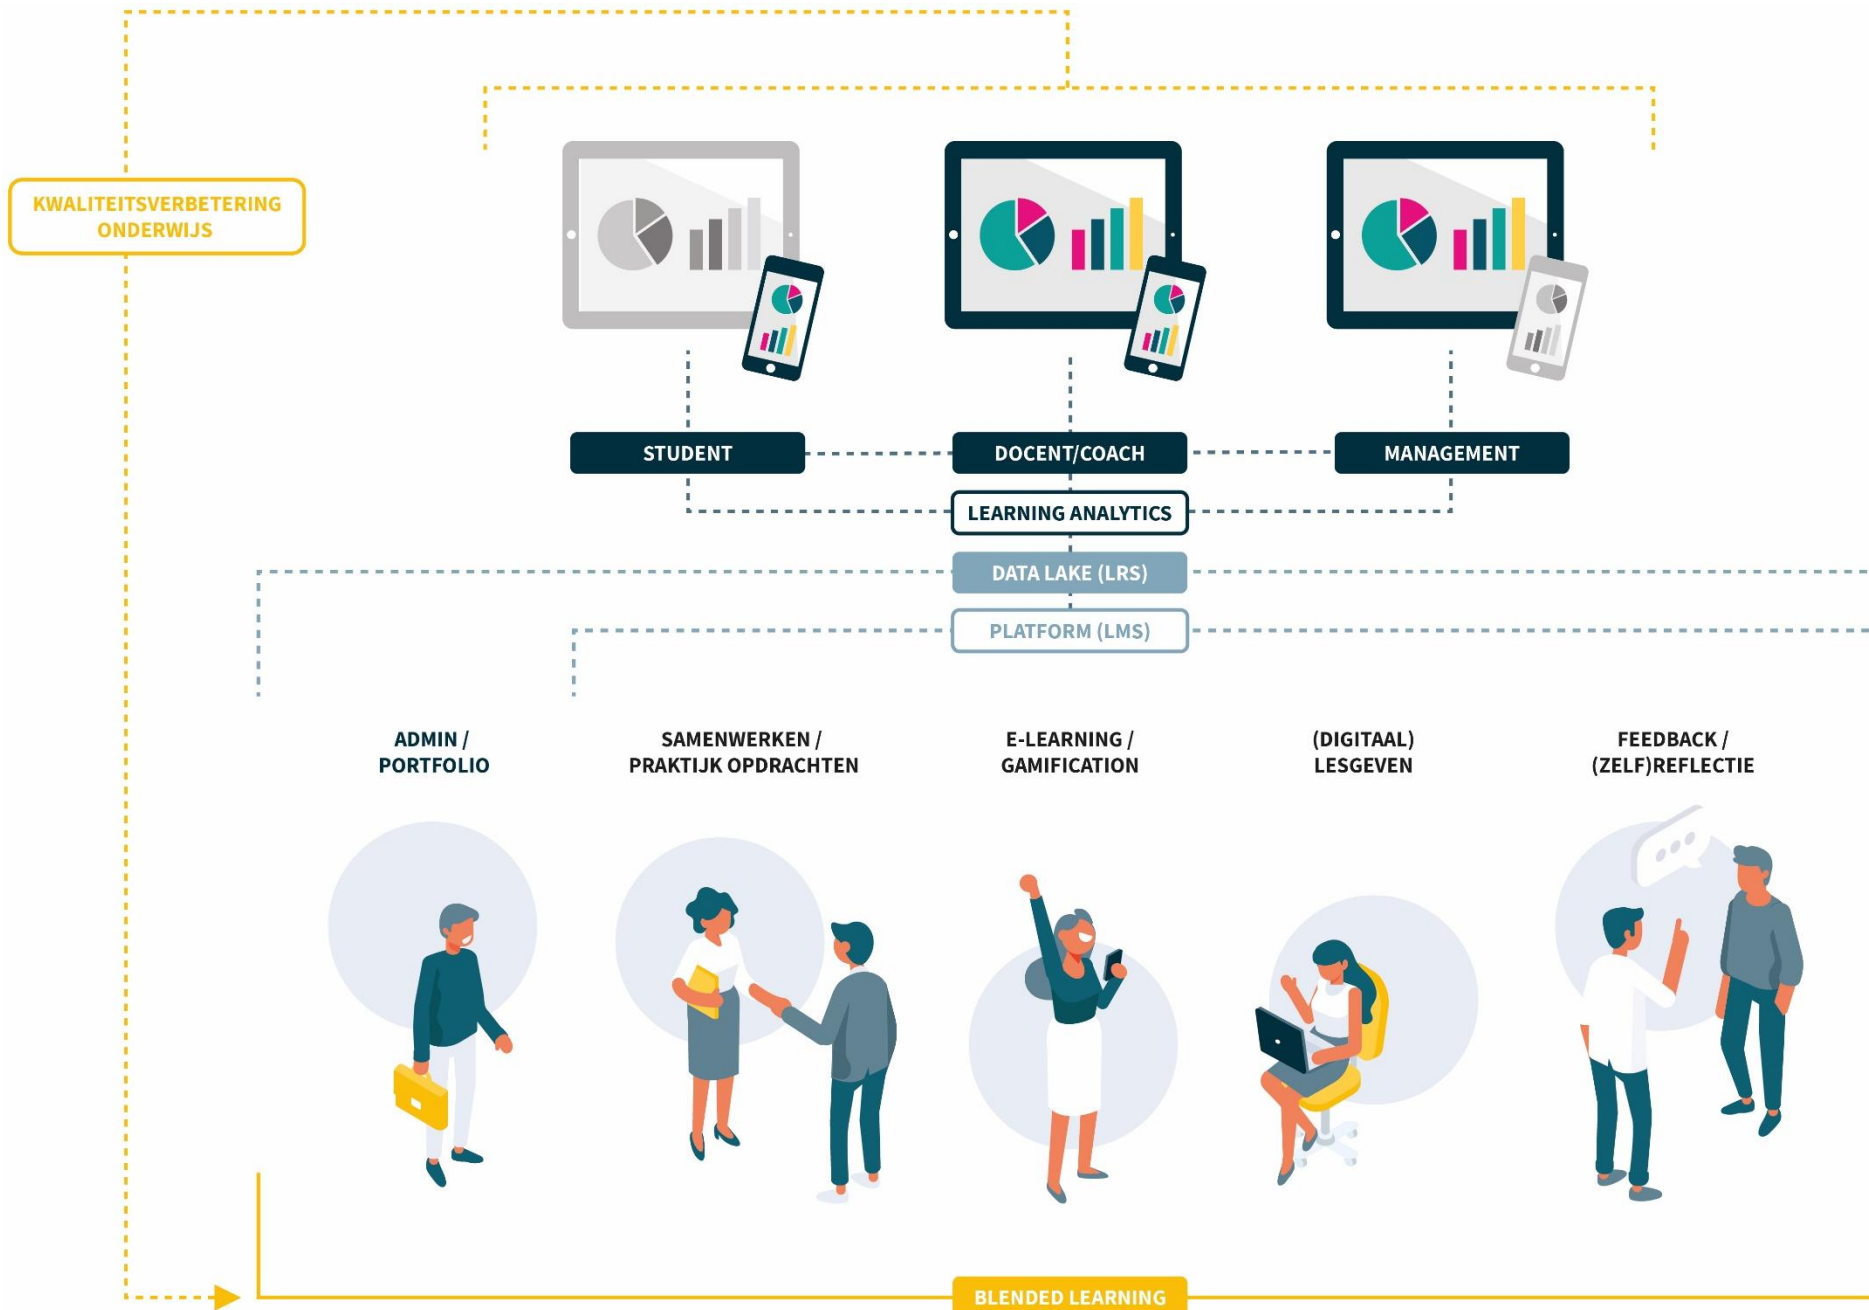 KWALITEITSVERBETERING
ONDERWIJS
STUDENT
DOCENT/COACH
MANAGEMENT
LEARNING ANALYTICS
DATA LAKE (LRS)
PLATFORM (LMS)
ADMIN /
PORTFOLIO
SAMENWERKEN /
PRAKTIJK OPDRACHTEN
E-LEARNING /
GAMIFICATION
(DIGITAAL)
LESGEVEN
FEEDBACK /
(ZELF)REFLECTIE
BLENDED LEARNING